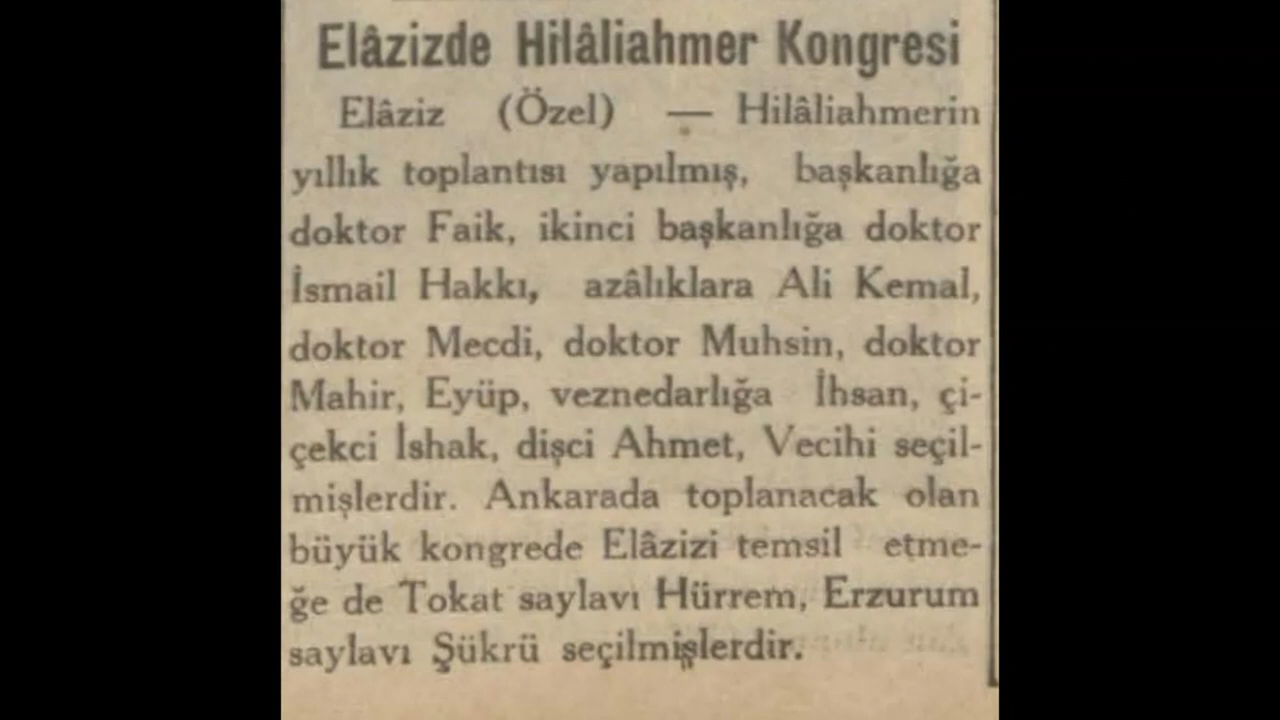 Elâzizde Hilâliahmer Kongresi
Elâziz (Özel) — Hilâliahmerin
yıllık toplantısı yapılmış, başkanlığa
doktor Faik, ikinci başkanlığa doktor
İsmail Hakkı, azâlıklara Ali Kemal,
doktor Mecdi, doktor Muhsin, doktor
Mahir, Eyüp, veznedarlığa İhsan, çi-
çekci İshak, dişci Ahmet, Vecihi seçil-
mişlerdir. Ankarada toplanacak olan
büyük kongrede Elâzizi temsil etme-
ğe de Tokat saylavı Hürrem, Erzurum
saylavı Şükrü seçilmişlerdir.